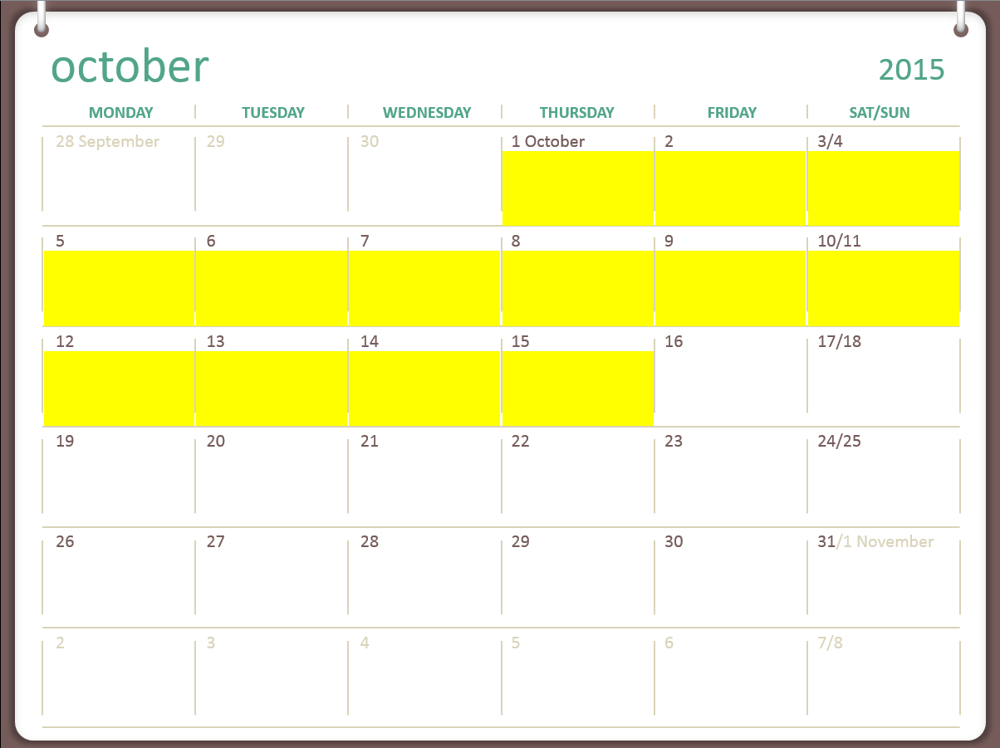 october 2015
MONDAY TUESDAY WEDNESDAY THURSDAY FRIDAY SAT/SUN
28 September 29 30 1 October 2 3/4
5 6 7 8 9 10/11
12 13 14 15 16 17/18
19 20 21 22 23 24/25
26 27 28 29 30 31/1 November
2 3 4 5 6 7/8